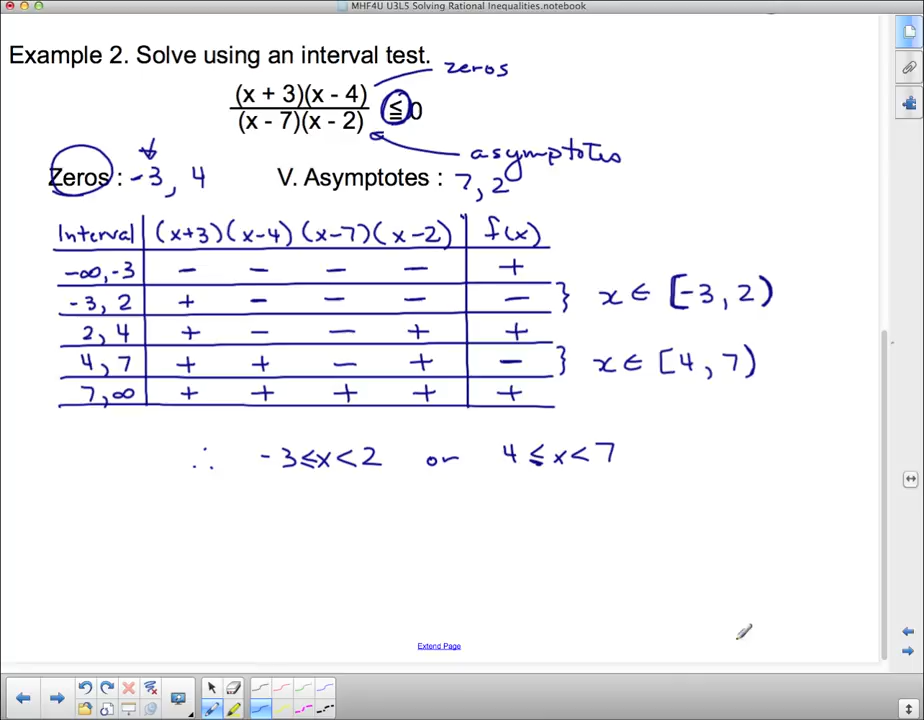 MHF4U U3L5 Solving Rational Inequalities.notebook
Example 2. Solve using an interval test.
zeros
(x + 3)(x - 4)
(x - 7)(x - 2)
≤ 0
asymptotes
Zeros : -3, 4 V. Asymptotes : 7, 2
Interval (x+3) (x-4) (x-7) (x-2) f(x)
-∞, -3 - - - - +
-3, 2 + - - - - } x ∈ [-3, 2)
2, 4 + - - + +
4, 7 + + - + - } x ∈ [4, 7)
7, ∞ + + + + +
∴ -3 ≤ x < 2 or 4 ≤ x < 7
Extend Page